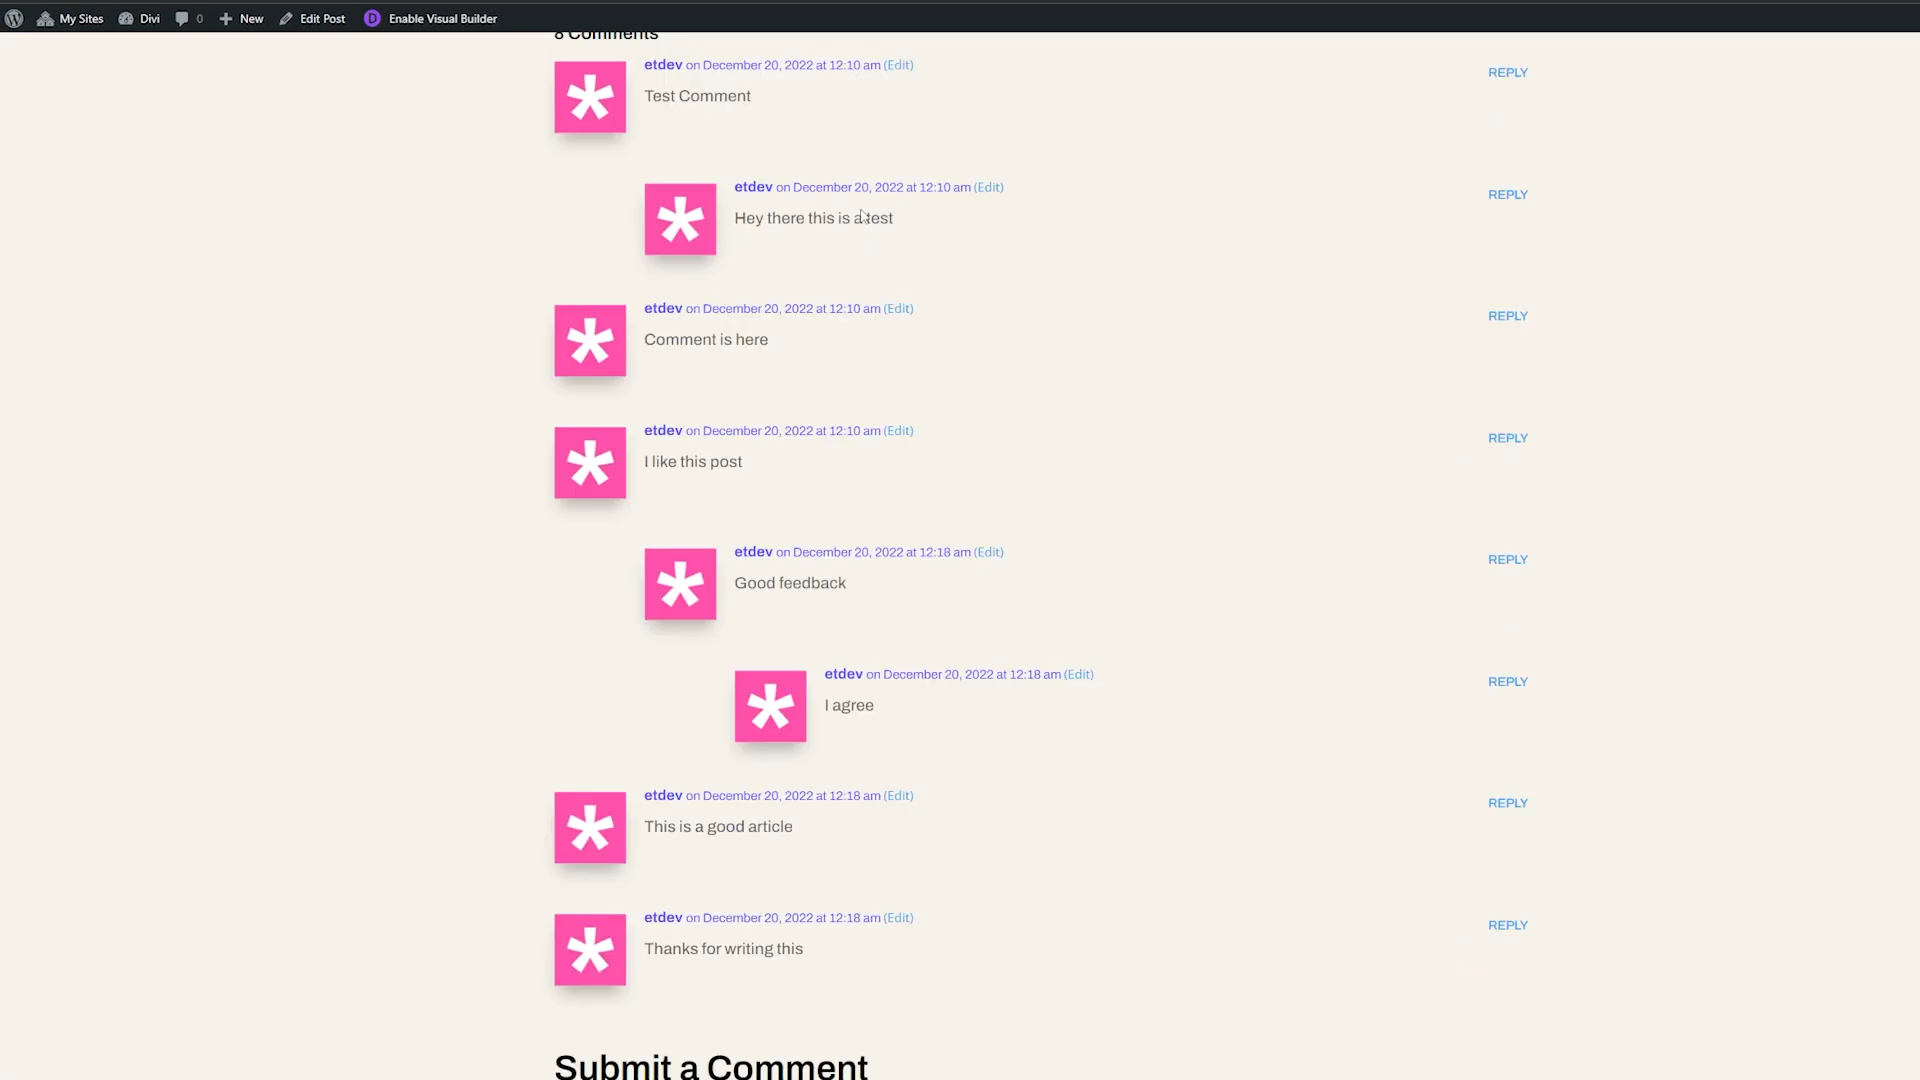 My Sites Divi 0 New Edit Post D Enable Visual Builder
8 Comments
etdev on December 20, 2022 at 12:10 am (Edit)
REPLY
Test Comment
etdev on December 20, 2022 at 12:10 am (Edit)
REPLY
Hey there this is a test
etdev on December 20, 2022 at 12:10 am (Edit)
REPLY
Comment is here
etdev on December 20, 2022 at 12:10 am (Edit)
REPLY
I like this post
etdev on December 20, 2022 at 12:18 am (Edit)
REPLY
Good feedback
etdev on December 20, 2022 at 12:18 am (Edit)
REPLY
I agree
etdev on December 20, 2022 at 12:18 am (Edit)
REPLY
This is a good article
etdev on December 20, 2022 at 12:18 am (Edit)
REPLY
Thanks for writing this
Submit a Comment